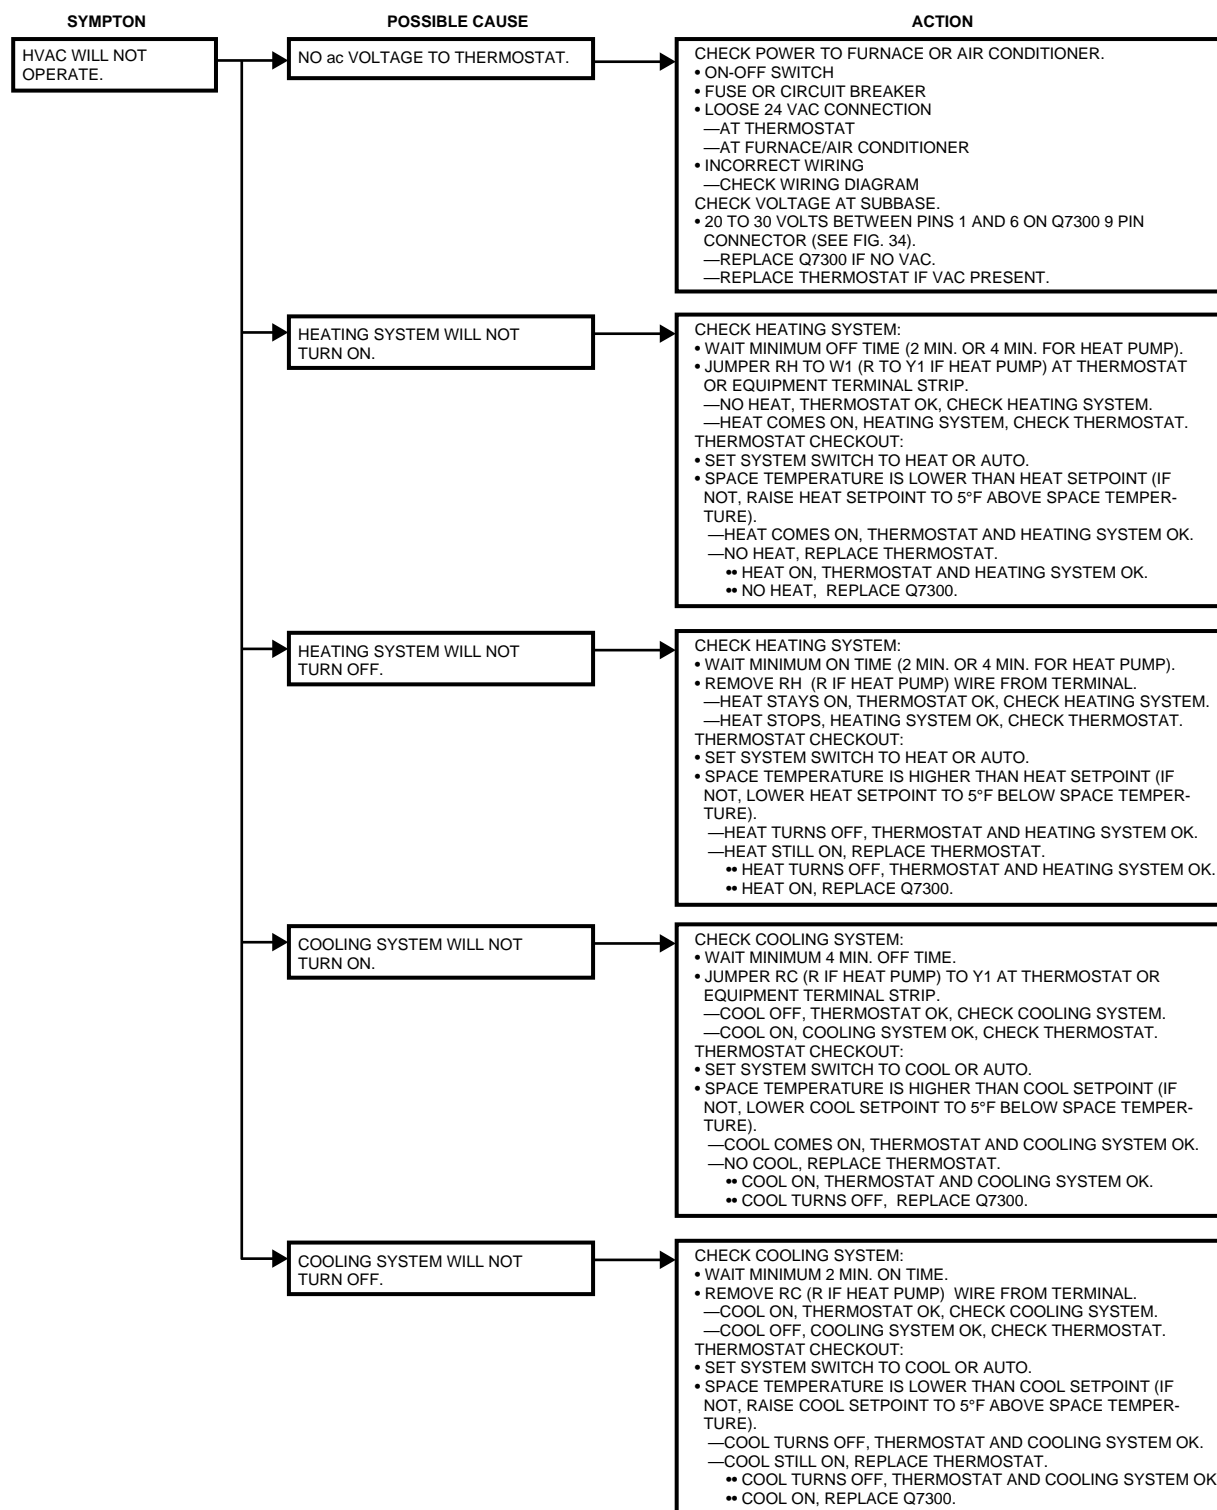 SYMPTON
POSSIBLE CAUSE
ACTION
HVAC WILL NOT
OPERATE.
NO ac VOLTAGE TO THERMOSTAT.
CHECK POWER TO FURNACE OR AIR CONDITIONER.
• ON-OFF SWITCH
• FUSE OR CIRCUIT BREAKER
• LOOSE 24 VAC CONNECTION
—AT THERMOSTAT
—AT FURNACE/AIR CONDITIONER
• INCORRECT WIRING
—CHECK WIRING DIAGRAM
CHECK VOLTAGE AT SUBBASE.
• 20 TO 30 VOLTS BETWEEN PINS 1 AND 6 ON Q7300 9 PIN
CONNECTOR (SEE FIG. 34).
—REPLACE Q7300 IF NO VAC.
—REPLACE THERMOSTAT IF VAC PRESENT.
HEATING SYSTEM WILL NOT
TURN ON.
CHECK HEATING SYSTEM:
• WAIT MINIMUM OFF TIME (2 MIN. OR 4 MIN. FOR HEAT PUMP).
• JUMPER RH TO W1 (R TO Y1 IF HEAT PUMP) AT THERMOSTAT
OR EQUIPMENT TERMINAL STRIP.
—NO HEAT, THERMOSTAT OK, CHECK HEATING SYSTEM.
—HEAT COMES ON, HEATING SYSTEM, CHECK THERMOSTAT.
THERMOSTAT CHECKOUT:
• SET SYSTEM SWITCH TO HEAT OR AUTO.
• SPACE TEMPERATURE IS LOWER THAN HEAT SETPOINT (IF
NOT, RAISE HEAT SETPOINT TO 5°F ABOVE SPACE TEMPER-
TURE).
—HEAT COMES ON, THERMOSTAT AND HEATING SYSTEM OK.
—NO HEAT, REPLACE THERMOSTAT.
•• HEAT ON, THERMOSTAT AND HEATING SYSTEM OK.
•• NO HEAT, REPLACE Q7300.
HEATING SYSTEM WILL NOT
TURN OFF.
CHECK HEATING SYSTEM:
• WAIT MINIMUM ON TIME (2 MIN. OR 4 MIN. FOR HEAT PUMP).
• REMOVE RH (R IF HEAT PUMP) WIRE FROM TERMINAL.
—HEAT STAYS ON, THERMOSTAT OK, CHECK HEATING SYSTEM.
—HEAT STOPS, HEATING SYSTEM OK, CHECK THERMOSTAT.
THERMOSTAT CHECKOUT:
• SET SYSTEM SWITCH TO HEAT OR AUTO.
• SPACE TEMPERATURE IS HIGHER THAN HEAT SETPOINT (IF
NOT, LOWER HEAT SETPOINT TO 5°F BELOW SPACE TEMPER-
TURE).
—HEAT TURNS OFF, THERMOSTAT AND HEATING SYSTEM OK.
—HEAT STILL ON, REPLACE THERMOSTAT.
•• HEAT TURNS OFF, THERMOSTAT AND HEATING SYSTEM OK.
•• HEAT ON, REPLACE Q7300.
COOLING SYSTEM WILL NOT
TURN ON.
CHECK COOLING SYSTEM:
• WAIT MINIMUM 4 MIN. OFF TIME.
• JUMPER RC (R IF HEAT PUMP) TO Y1 AT THERMOSTAT OR
EQUIPMENT TERMINAL STRIP.
—COOL OFF, THERMOSTAT OK, CHECK COOLING SYSTEM.
—COOL ON, COOLING SYSTEM OK, CHECK THERMOSTAT.
THERMOSTAT CHECKOUT:
• SET SYSTEM SWITCH TO COOL OR AUTO.
• SPACE TEMPERATURE IS HIGHER THAN COOL SETPOINT (IF
NOT, LOWER COOL SETPOINT TO 5°F BELOW SPACE TEMPER-
TURE).
—COOL COMES ON, THERMOSTAT AND COOLING SYSTEM OK.
—NO COOL, REPLACE THERMOSTAT.
•• COOL ON, THERMOSTAT AND COOLING SYSTEM OK.
•• COOL TURNS OFF, REPLACE Q7300.
COOLING SYSTEM WILL NOT
TURN OFF.
CHECK COOLING SYSTEM:
• WAIT MINIMUM 2 MIN. ON TIME.
• REMOVE RC (R IF HEAT PUMP) WIRE FROM TERMINAL.
—COOL ON, THERMOSTAT OK, CHECK COOLING SYSTEM.
—COOL OFF, COOLING SYSTEM OK, CHECK THERMOSTAT.
THERMOSTAT CHECKOUT:
• SET SYSTEM SWITCH TO COOL OR AUTO.
• SPACE TEMPERATURE IS LOWER THAN COOL SETPOINT (IF
NOT, RAISE COOL SETPOINT TO 5°F ABOVE SPACE TEMPER-
TURE).
—COOL TURNS OFF, THERMOSTAT AND COOLING SYSTEM OK.
—COOL STILL ON, REPLACE THERMOSTAT.
•• COOL TURNS OFF, THERMOSTAT AND COOLING SYSTEM OK
•• COOL ON, REPLACE Q7300.